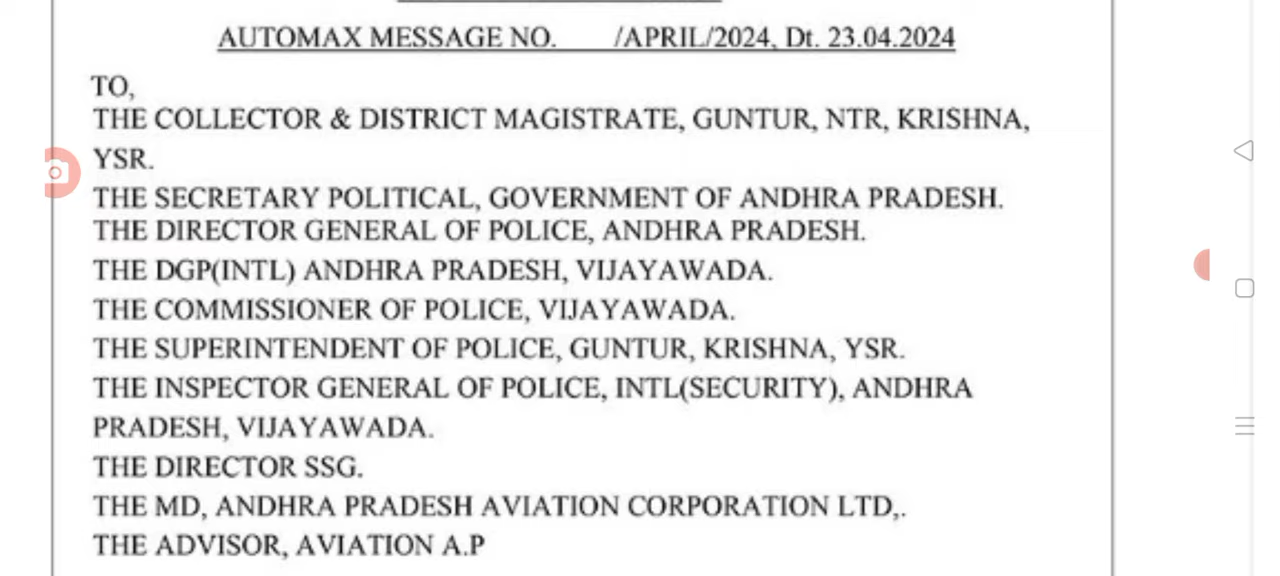 AUTOMAX MESSAGE NO. /APRIL/2024, Dt. 23.04.2024
TO,
THE COLLECTOR & DISTRICT MAGISTRATE, GUNTUR, NTR, KRISHNA,
YSR.
THE SECRETARY POLITICAL, GOVERNMENT OF ANDHRA PRADESH.
THE DIRECTOR GENERAL OF POLICE, ANDHRA PRADESH.
THE DGP(INTL) ANDHRA PRADESH, VIJAYAWADA.
THE COMMISSIONER OF POLICE, VIJAYAWADA.
THE SUPERINTENDENT OF POLICE, GUNTUR, KRISHNA, YSR.
THE INSPECTOR GENERAL OF POLICE, INTL(SECURITY), ANDHRA
PRADESH, VIJAYAWADA.
THE DIRECTOR SSG.
THE MD, ANDHRA PRADESH AVIATION CORPORATION LTD,.
THE ADVISOR, AVIATION A.P